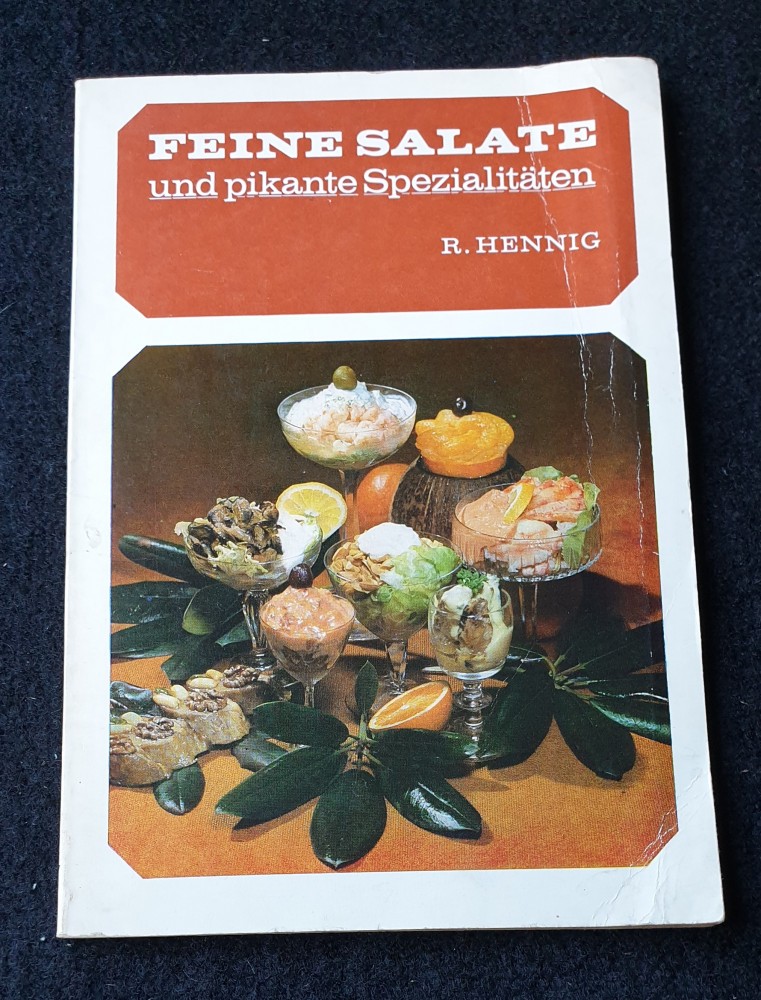 FEINE SALATE
und pikante Spezialitäten
R. HENNIG